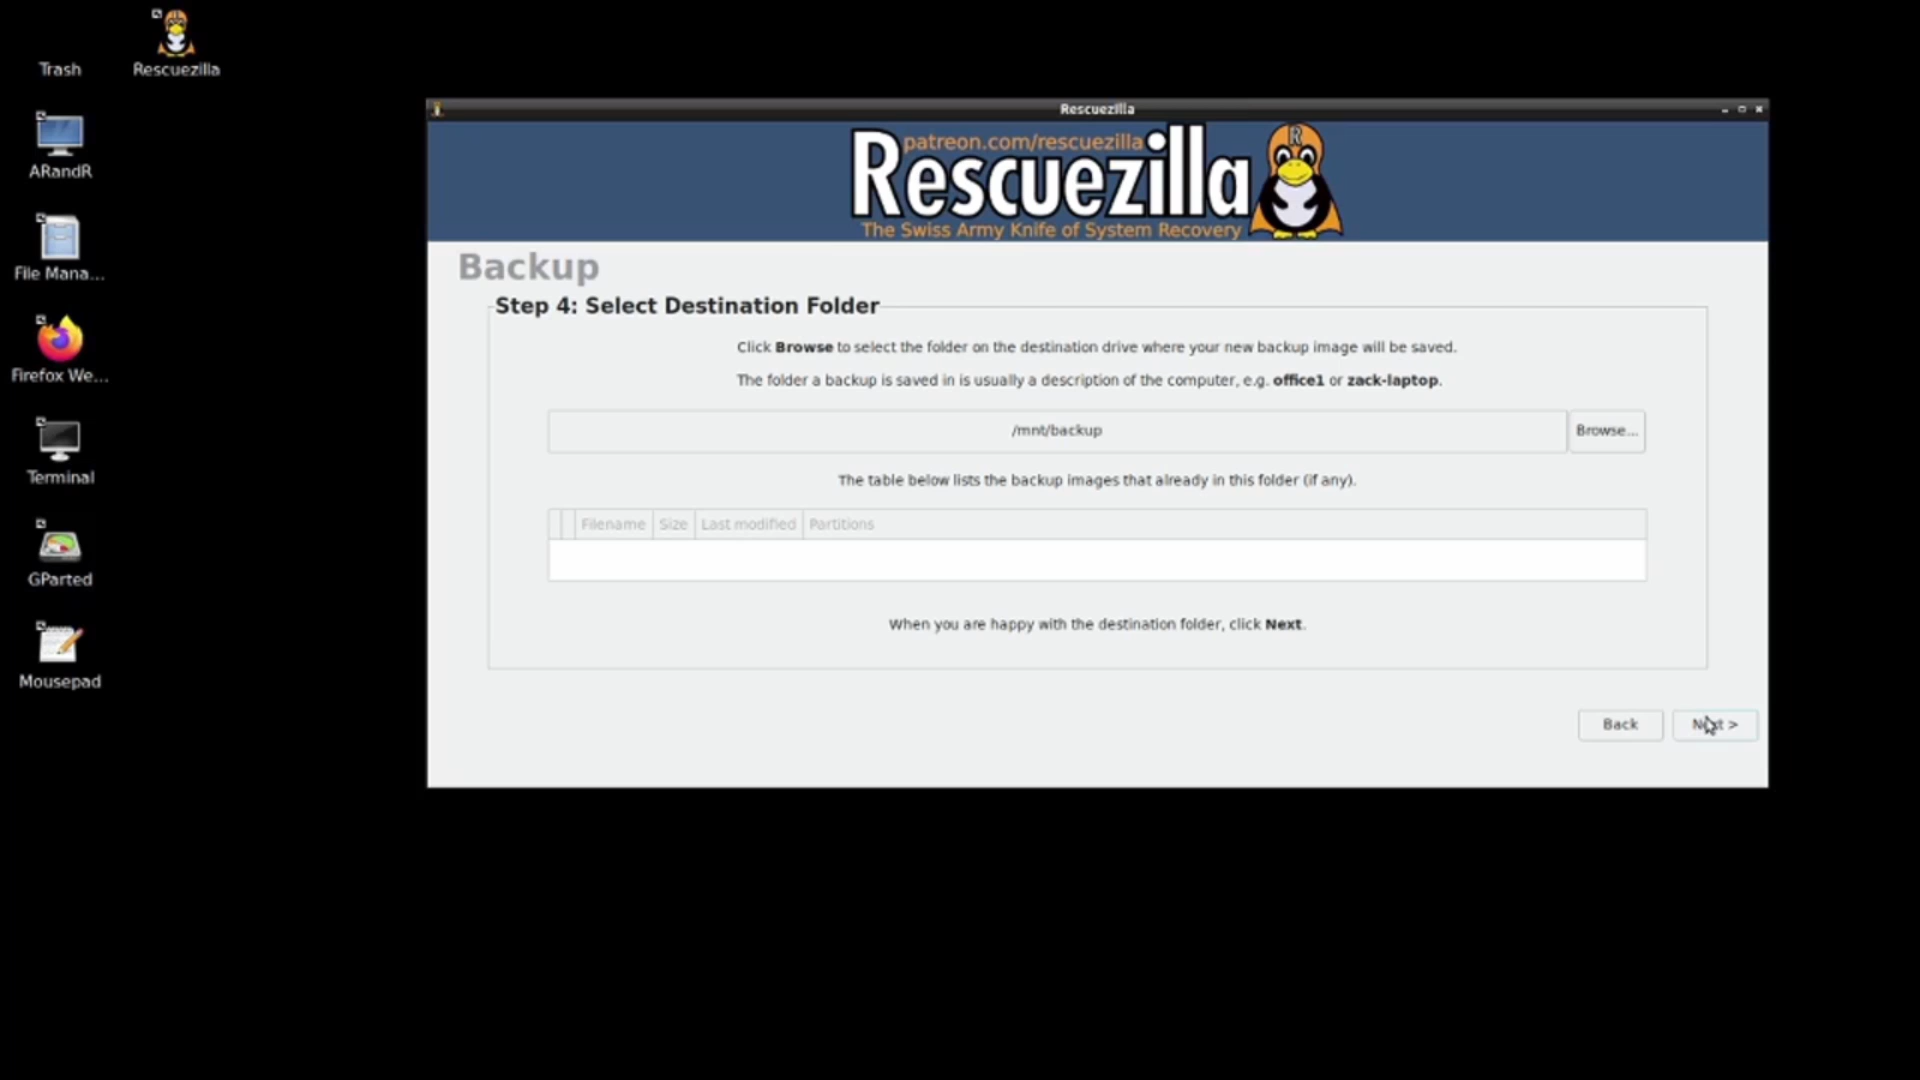 Trash
Rescuezilla
ARandR
File Mana...
Firefox We...
Terminal
GParted
Mousepad
Rescuezilla
patreon.com/rescuezilla
Rescuezilla
R
The Swiss Army Knife of System Recovery
Backup
Step 4: Select Destination Folder
Click Browse to select the folder on the destination drive where your new backup image will be saved.
The folder a backup is saved in is usually a description of the computer, e.g. office1 or zack-laptop.
/mnt/backup Browse...
The table below lists the backup images that already in this folder (if any).
Filename Size Last modified Partitions
When you are happy with the destination folder, click Next.
Back Next >